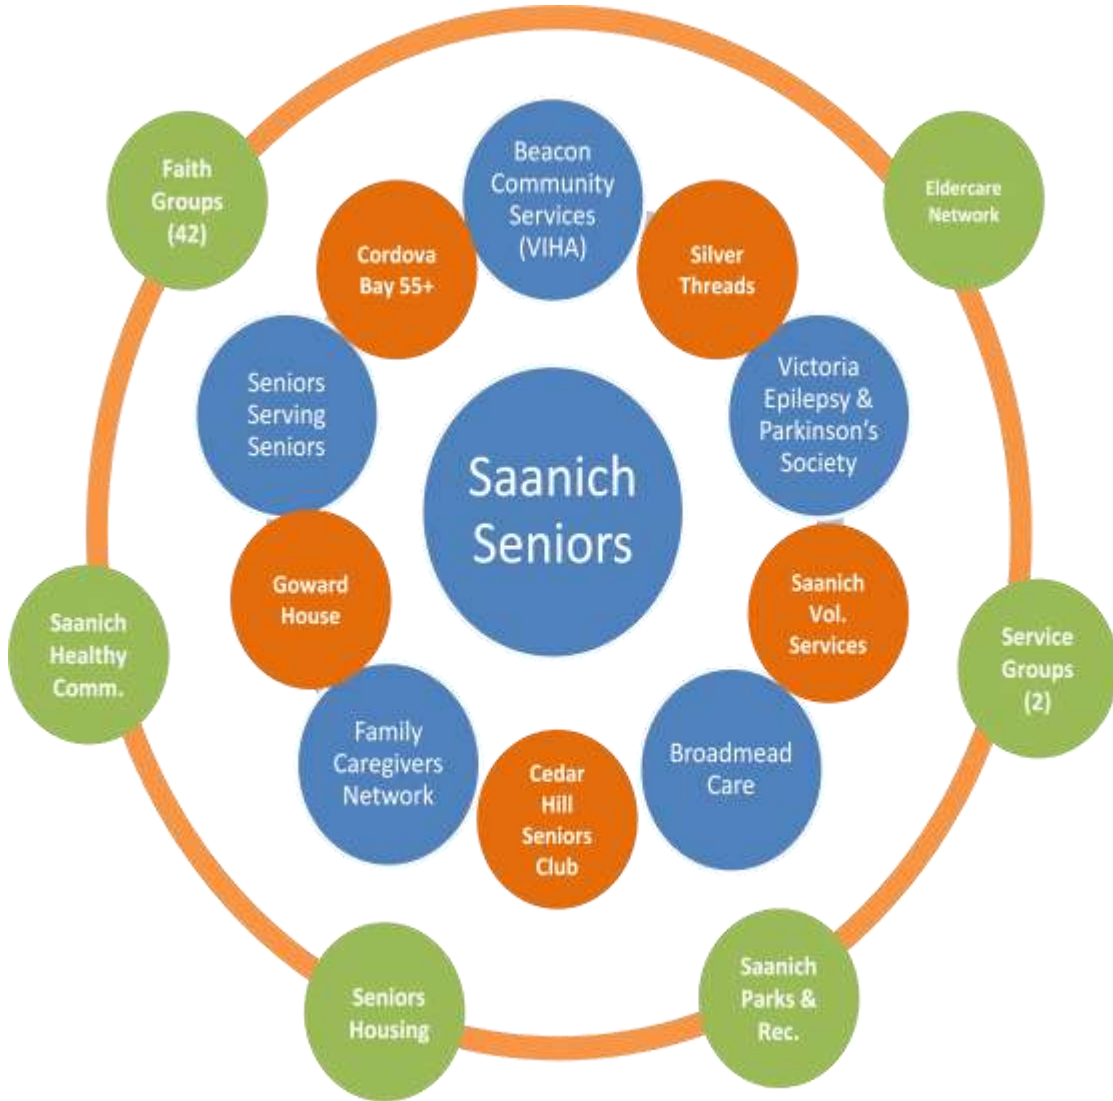 Beacon
Community
Services
(VIHA)
Faith
Groups
(42)
Eldercare
Network
Cordova
Bay 55+
Silver
Threads
Seniors
Serving
Seniors
Victoria
Epilepsy &
Parkinson's
Society
Saanich
Seniors
Goward
House
Saanich
Vol.
Services
Saanich
Healthy
Comm.
Service
Groups
(2)
Family
Caregivers
Network
Cedar
Hill
Seniors
Club
Broadmead
Care
Seniors
Housing
Saanich
Parks &
Rec.